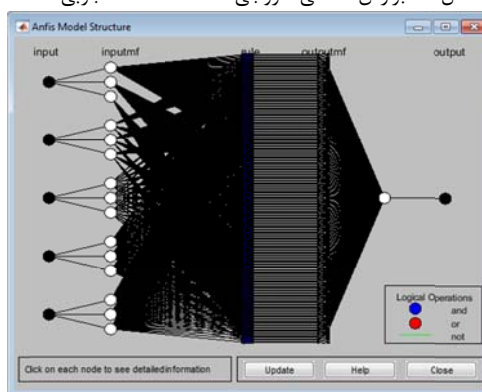 Anfis Model Structure
input inputmf rule outputmf output
Logical Operations
and
or
not
Click on each node to see detailed information
Update Help Close